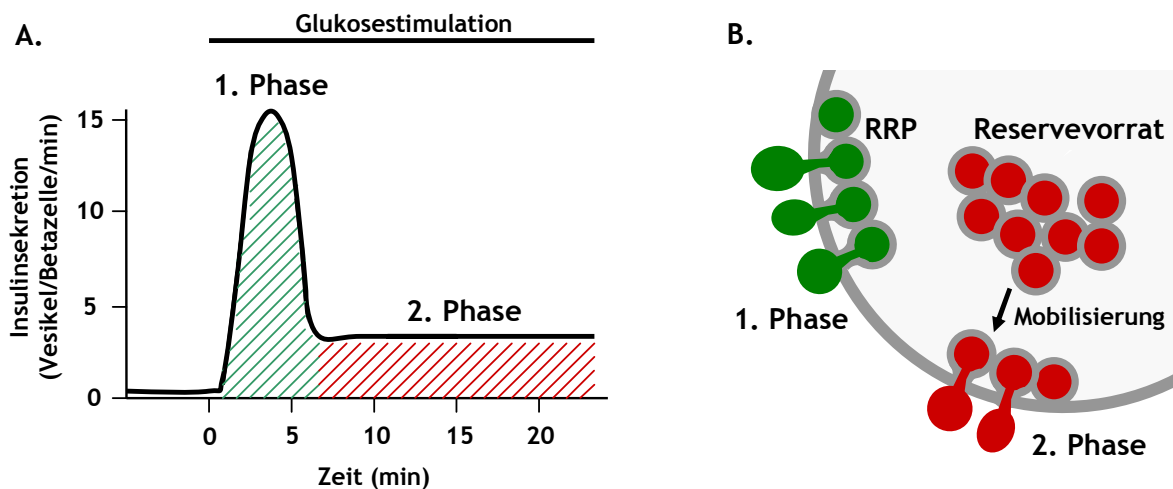 A.
Glukosestimulation
1. Phase
Insulinsekretion
(Vesikel/Betazelle/min)
15
10
5
0
2. Phase
0
5
10
15
20
Zeit (min)
B.
RRP
Reservevorrat
1. Phase
Mobilisierung
2. Phase